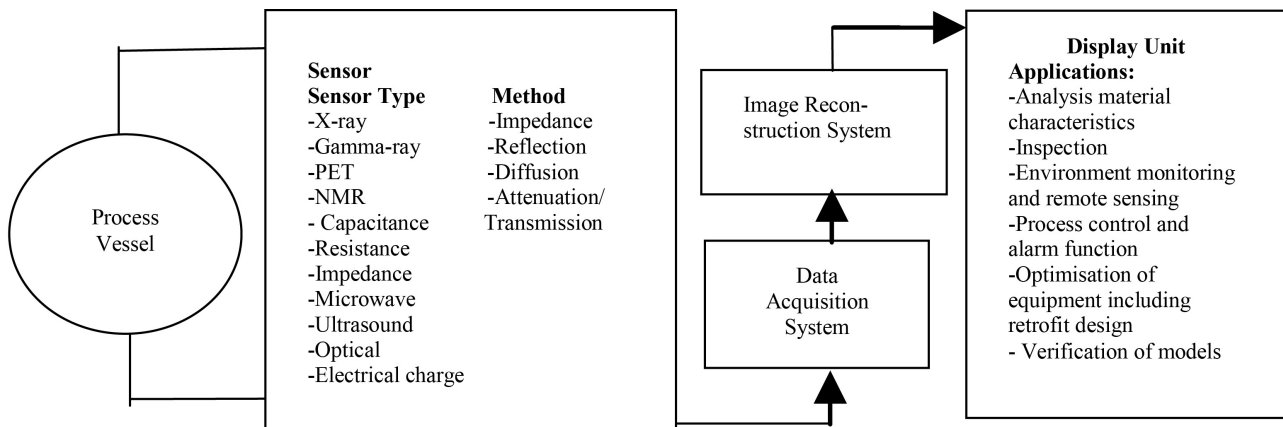 Process
Vessel
Sensor
Sensor Type Method
-X-ray -Impedance
-Gamma-ray -Reflection
-PET -Diffusion
-NMR -Attenuation/
- Capacitance Transmission
-Resistance
-Impedance
-Microwave
-Ultrasound
-Optical
-Electrical charge
Image Recon-
struction System
Data
Acquisition
System
Display Unit
Applications:
-Analysis material
characteristics
-Inspection
-Environment monitoring
and remote sensing
-Process control and
alarm function
-Optimisation of
equipment including
retrofit design
- Verification of models